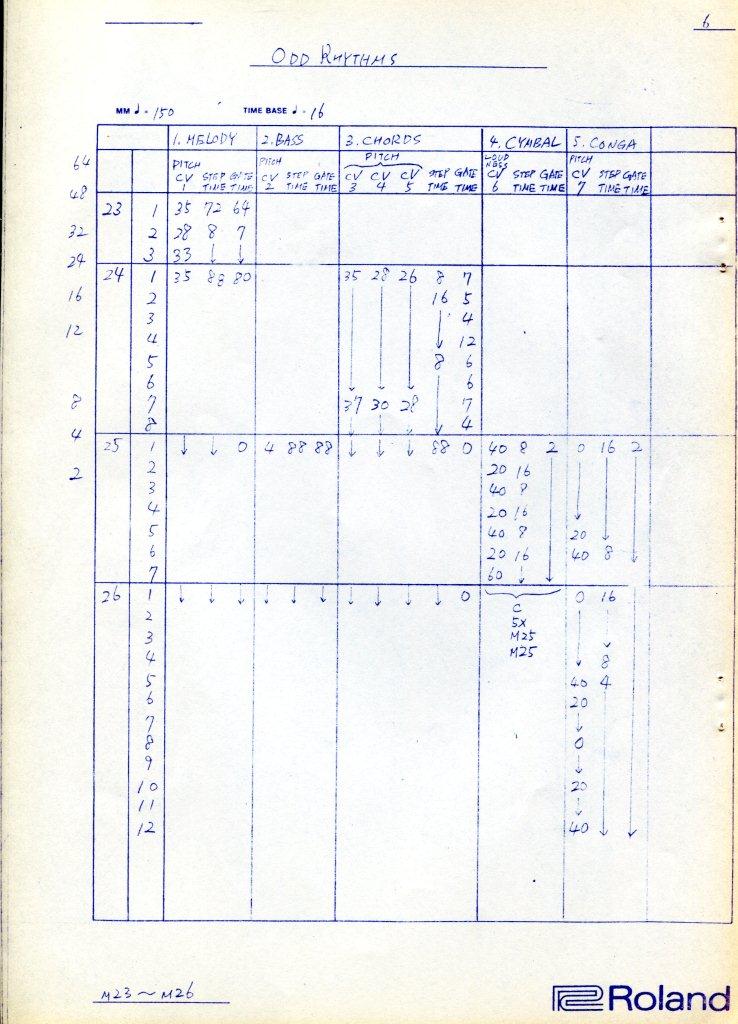 6
ODD RHYTHMS
MM ♩ = 150 TIME BASE ♩ = 16
1. MELODY 2. BASS 3. CHORDS 4. CYMBAL 5. CONGA
64 PITCH PITCH PITCH LOUDNESS PITCH
CV 1 STEP TIME GATE TIME CV 2 STEP TIME GATE TIME CV 3 CV 4 CV 5 STEP TIME GATE TIME CV 6 STEP TIME GATE TIME CV 7 STEP TIME GATE TIME
48
23 1 35 72 64
32 2 28 8 7
24 3 33 ↓ ↓
24 1 35 88 80 35 28 26 8 7
16 2 16 5
3 4
12 4 ↓ 12
5 8 6
6 ↓ ↓ ↓ 6
8 7 37 30 28 7
8 ↓ ↓ ↓ ↓ 4
4 25 1 ↓ ↓ 0 4 88 88 ↓ ↓ ↓ 88 0 40 8 2 0 16 2
2 2 20 16
3 40 8
4 20 16 ↓
5 40 8 20 ↓
6 20 16 40 8 ↓
7 60 ↓ ↓
26 1 ↓ ↓ ↓ ↓ ↓ ↓ ↓ ↓ ↓ ↓ 0 C 0 16
2 5X
3 M25 ↓
4 M25 ↓ 8
5 40 4
6 20
7 ↓
8 0
9 ↓
10 20
11 ↓
12 40 ↓ ↓
M23 ~ M26
Roland